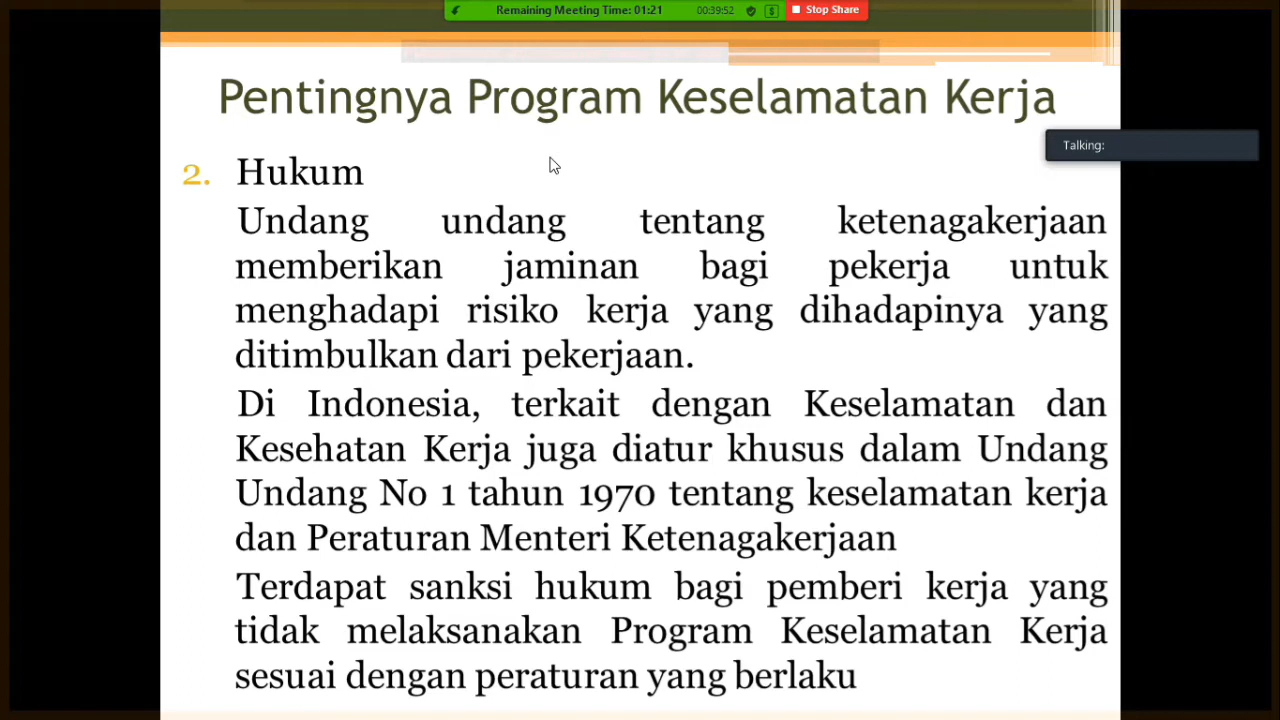 Remaining Meeting Time: 01:21 00:39:52 $ Stop Share
Pentingnya Program Keselamatan Kerja
Talking:
2. Hukum
Undang undang tentang ketenagakerjaan
memberikan jaminan bagi pekerja untuk
menghadapi risiko kerja yang dihadapinya yang
ditimbulkan dari pekerjaan.
Di Indonesia, terkait dengan Keselamatan dan
Kesehatan Kerja juga diatur khusus dalam Undang
Undang No 1 tahun 1970 tentang keselamatan kerja
dan Peraturan Menteri Ketenagakerjaan
Terdapat sanksi hukum bagi pemberi kerja yang
tidak melaksanakan Program Keselamatan Kerja
sesuai dengan peraturan yang berlaku